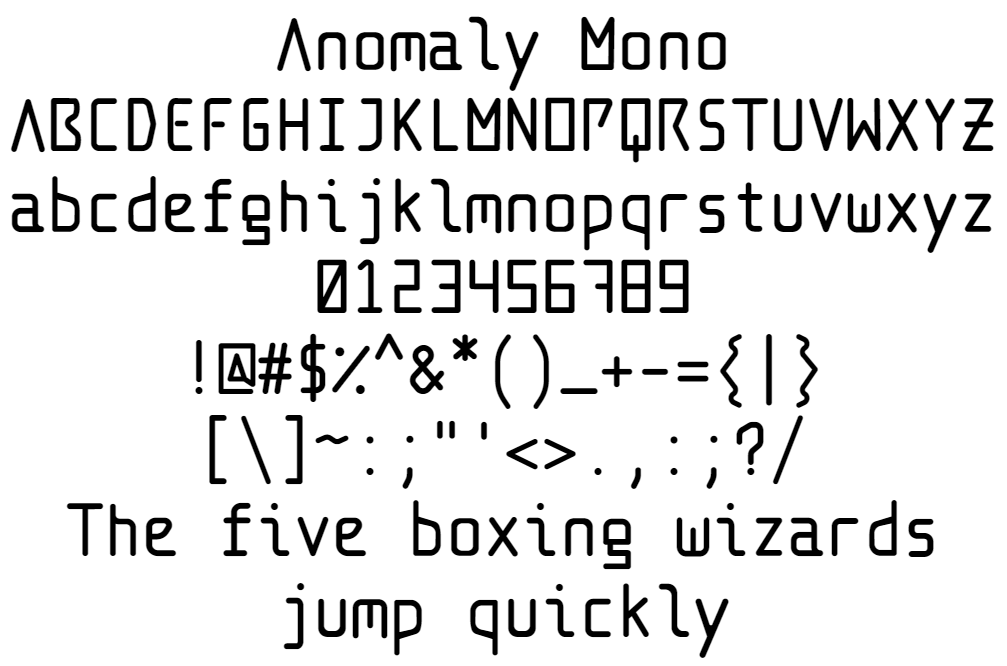 Anomaly Mono
ABCDEFGHIJKLMNOPQRSTUVWXYZ
abcdefghijklmnopqrstuvwxyz
0123456789
!@#$٪^&*()_+-={|}
[\]~:;"'<>.,:;?/
The five boxing wizards
jump quickly